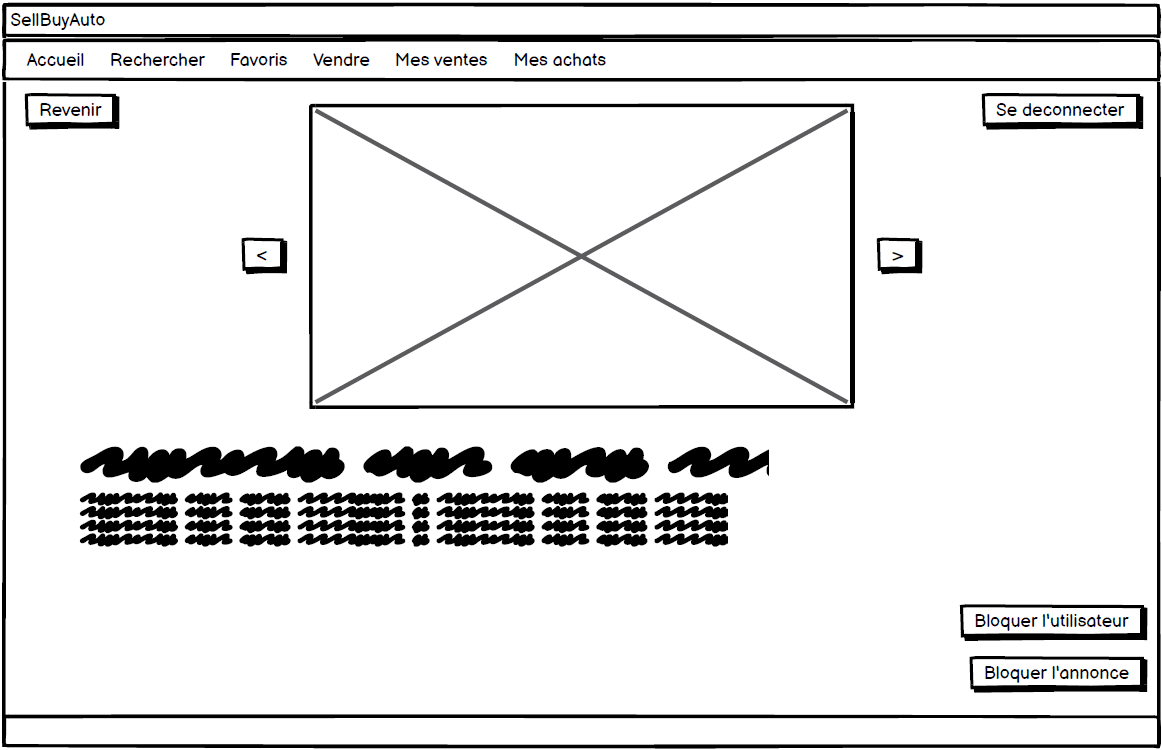 SellBuyAuto
Accueil Rechercher Favoris Vendre Mes ventes Mes achats
Revenir Se deconnecter
< >
Bloquer l'utilisateur
Bloquer l'annonce